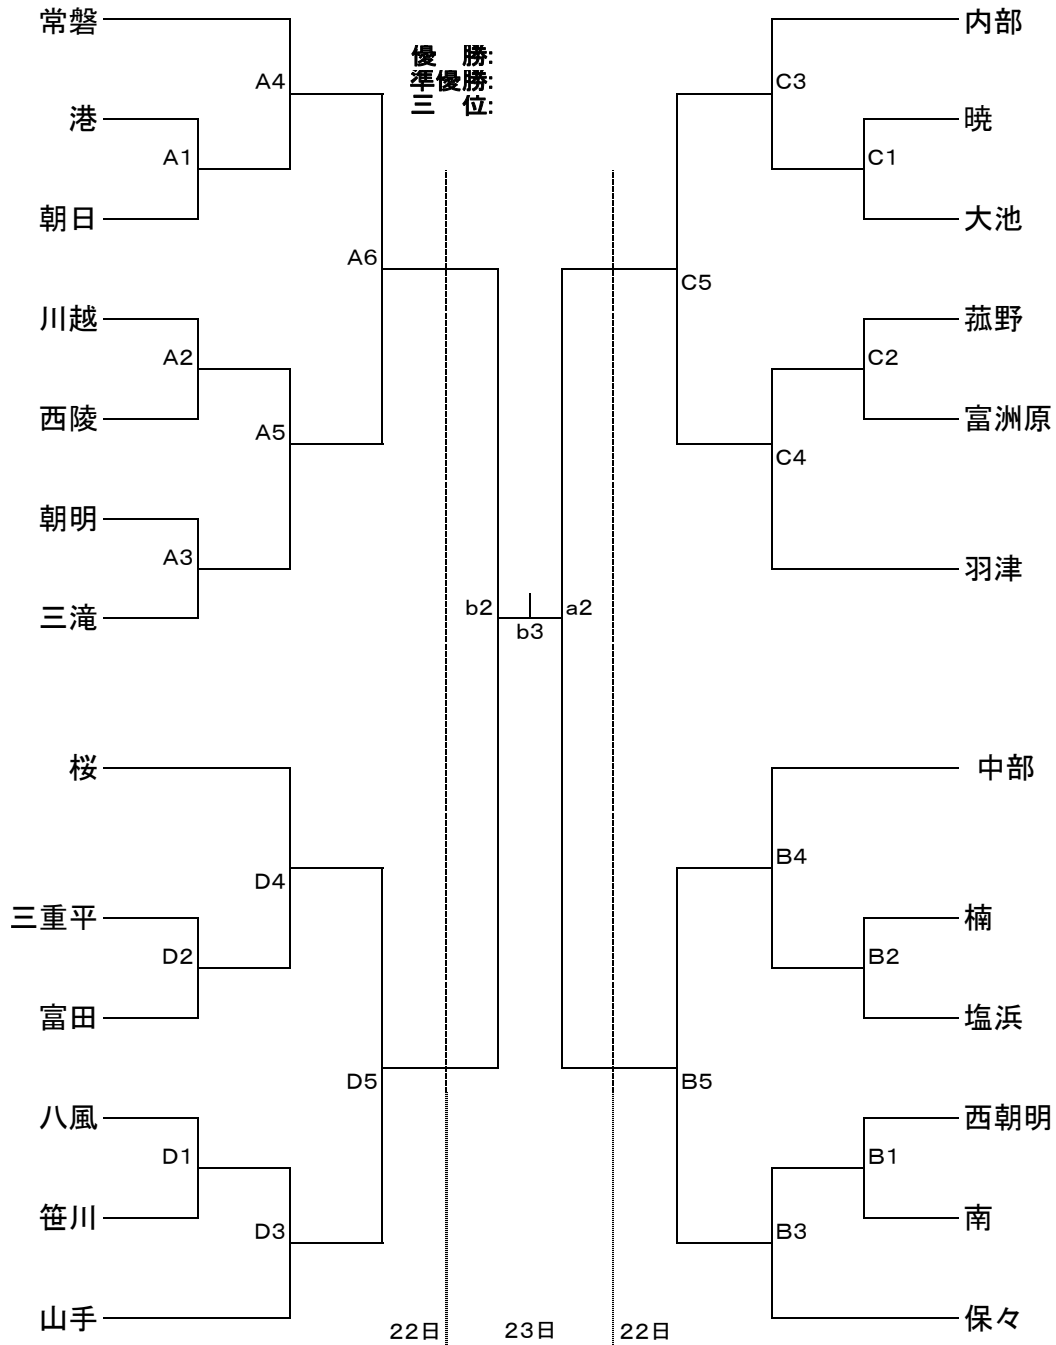 常磐
A4
港
A1
朝日
A6
川越
A2
西陵
A5
朝明
A3
三滝
優　勝:
準優勝:
三　位:
内部
C3
暁
C1
大池
C5
菰野
C2
富洲原
C4
羽津
b2
b3
a2
桜
D4
三重平
D2
富田
D5
八風
D1
笹川
D3
山手
中部
B4
楠
B2
塩浜
B5
西朝明
B1
南
B3
保々
22日
23日
22日